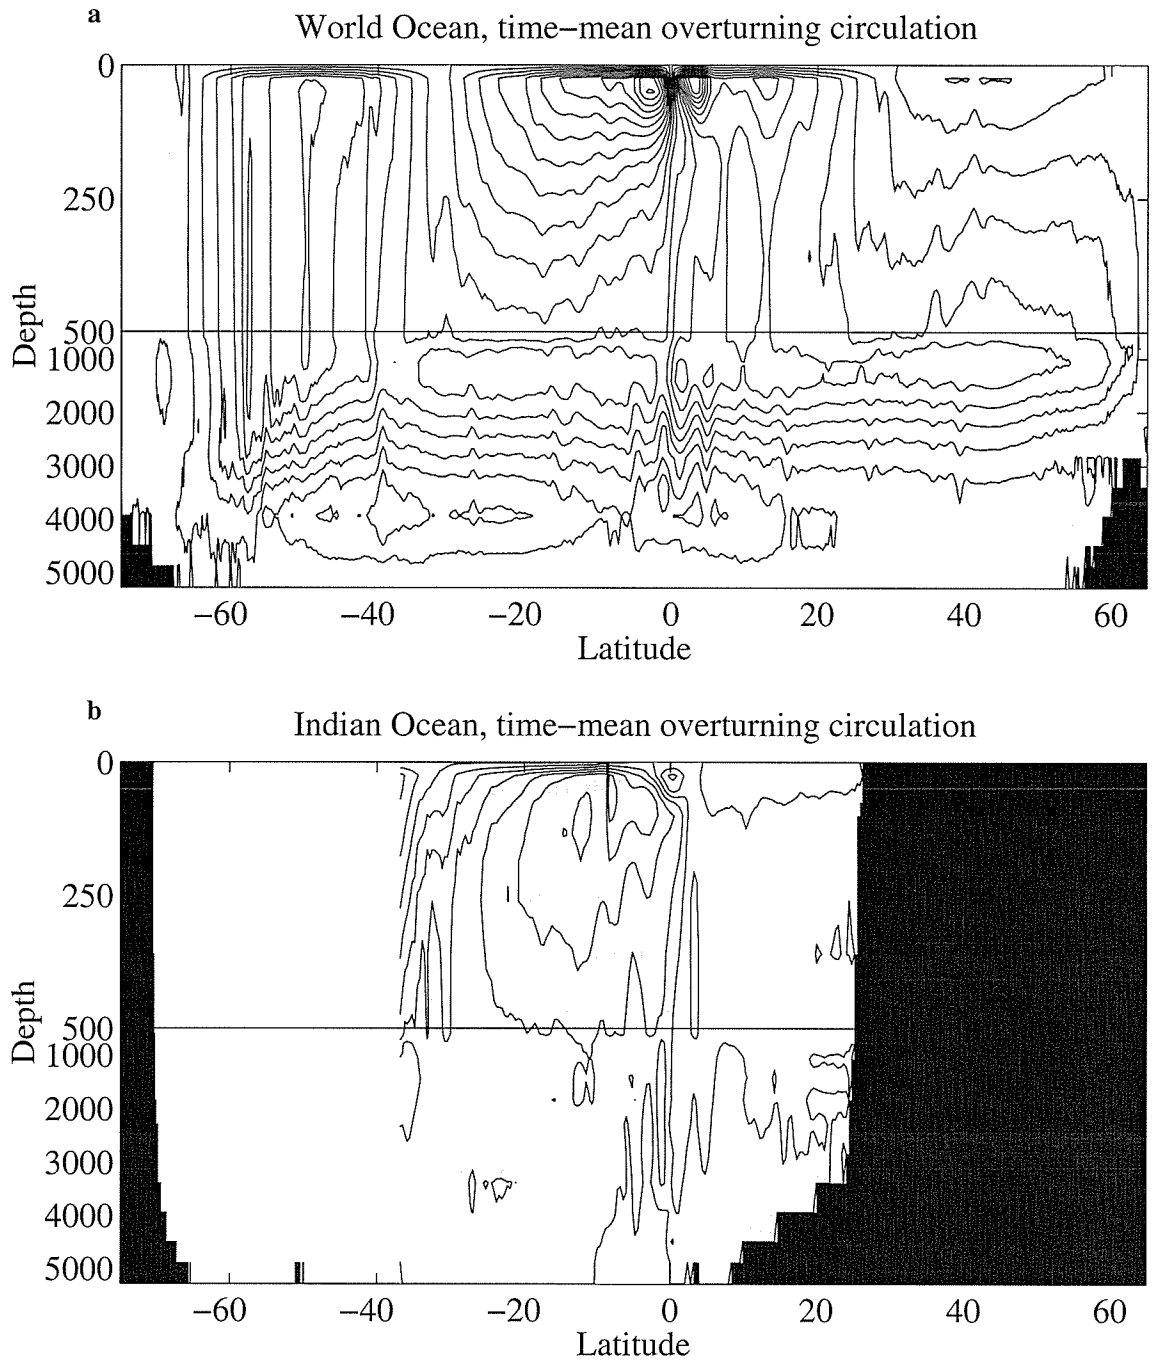 a
World Ocean, time−mean overturning circulation
0
250
500
1000
2000
3000
4000
5000
Depth
−60 −40 −20 0 20 40 60
Latitude
b
Indian Ocean, time−mean overturning circulation
0
250
500
1000
2000
3000
4000
5000
Depth
−60 −40 −20 0 20 40 60
Latitude